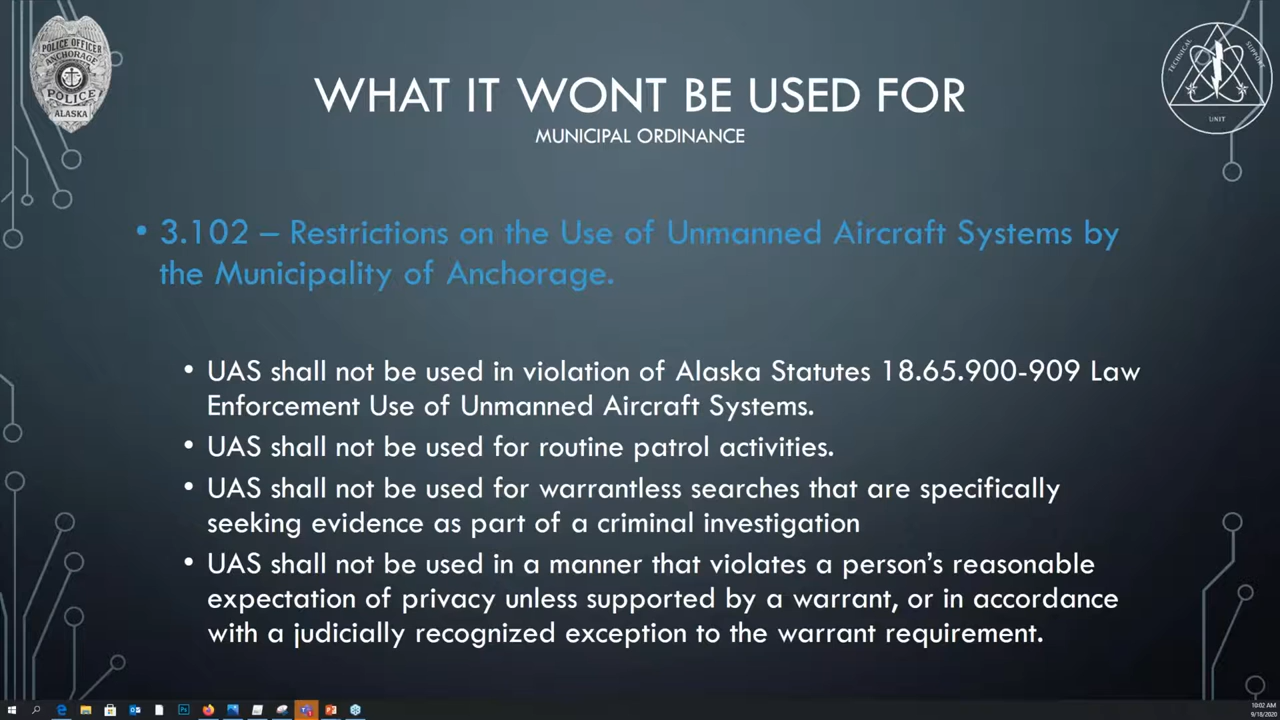 POLICE OFFICER
ANCHORAGE
POLICE
ALASKA
TECHNICAL SUPPORT
UNIT
WHAT IT WONT BE USED FOR
MUNICIPAL ORDINANCE
• 3.102 – Restrictions on the Use of Unmanned Aircraft Systems by
the Municipality of Anchorage.
• UAS shall not be used in violation of Alaska Statutes 18.65.900-909 Law
Enforcement Use of Unmanned Aircraft Systems.
• UAS shall not be used for routine patrol activities.
• UAS shall not be used for warrantless searches that are specifically
seeking evidence as part of a criminal investigation
• UAS shall not be used in a manner that violates a person’s reasonable
expectation of privacy unless supported by a warrant, or in accordance
with a judicially recognized exception to the warrant requirement.
10:02 AM
9/18/2020